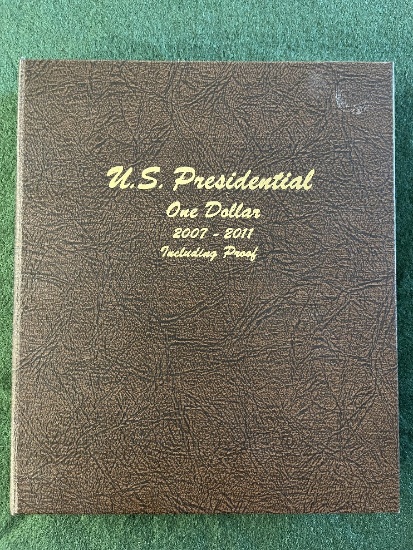 U.S. Presidential
One Dollar
2007 - 2011
Including Proof